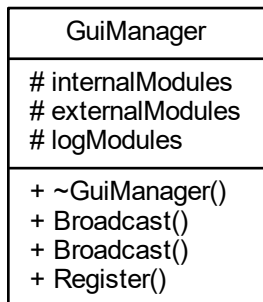 GuiManager
# internalModules
# externalModules
# logModules
+ ~GuiManager()
+ Broadcast()
+ Broadcast()
+ Register()